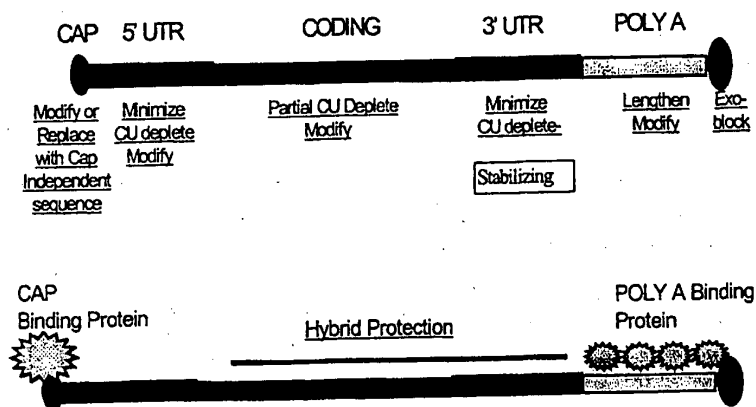 CAP 5' UTR CODING 3' UTR POLY A
Modify or
Replace
with Cap
Independent
sequence
Minimize
CU deplete
Modify
Partial CU Deplete
Modify
Minimize
CU deplete-
Stabilizing
Lengthen
Modify
Exo-
block
CAP
Binding Protein
Hybrid Protection
POLY A Binding
Protein